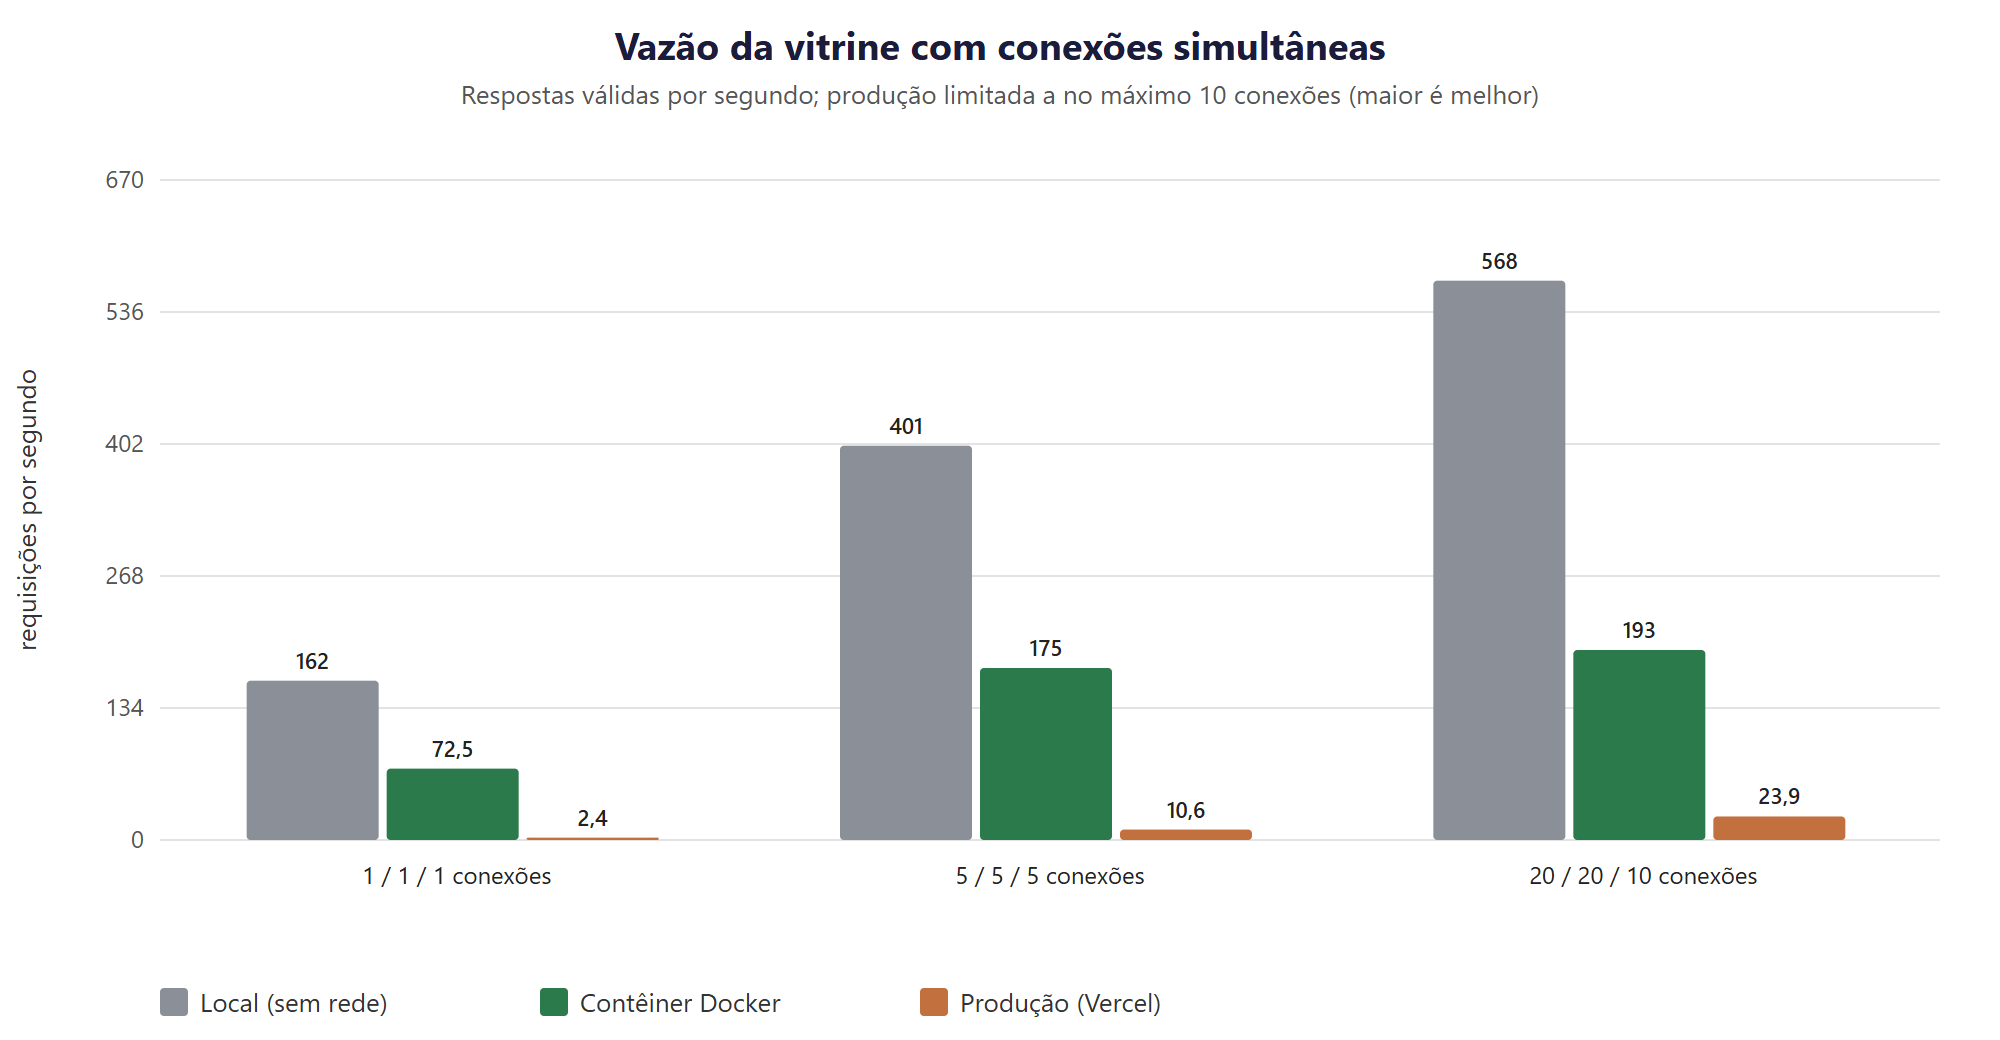 Vazão da vitrine com conexões simultâneas
Respostas válidas por segundo; produção limitada a no máximo 10 conexões (maior é melhor)
requisições por segundo
670
536
402
268
134
0
162
72,5
2,4
401
175
10,6
568
193
23,9
1 / 1 / 1 conexões
5 / 5 / 5 conexões
20 / 20 / 10 conexões
Local (sem rede)
Contêiner Docker
Produção (Vercel)